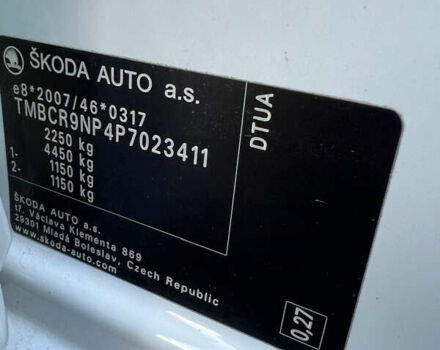 ŠKODA AUTO a.s.
e8*2007/46*0317
TMBCR9NP4P7023411
2250 kg
4450 kg
1- 1150 kg
2- 1150 kg
ŠKODA AUTO a.s.
tř. Václava Klementa 869
29301 Mladá Boleslav, Czech Republic
www.skoda-auto.com
DTUA
0,27